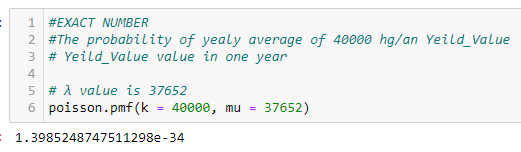 1 #EXACT NUMBER
2 #The probability of yealy average of 40000 hg/an Yeild_Value
3 # Yeild_Value value in one year
4
5 # λ value is 37652
6 poisson.pmf(k = 40000, mu = 37652)
: 1.3985248747511298e-34